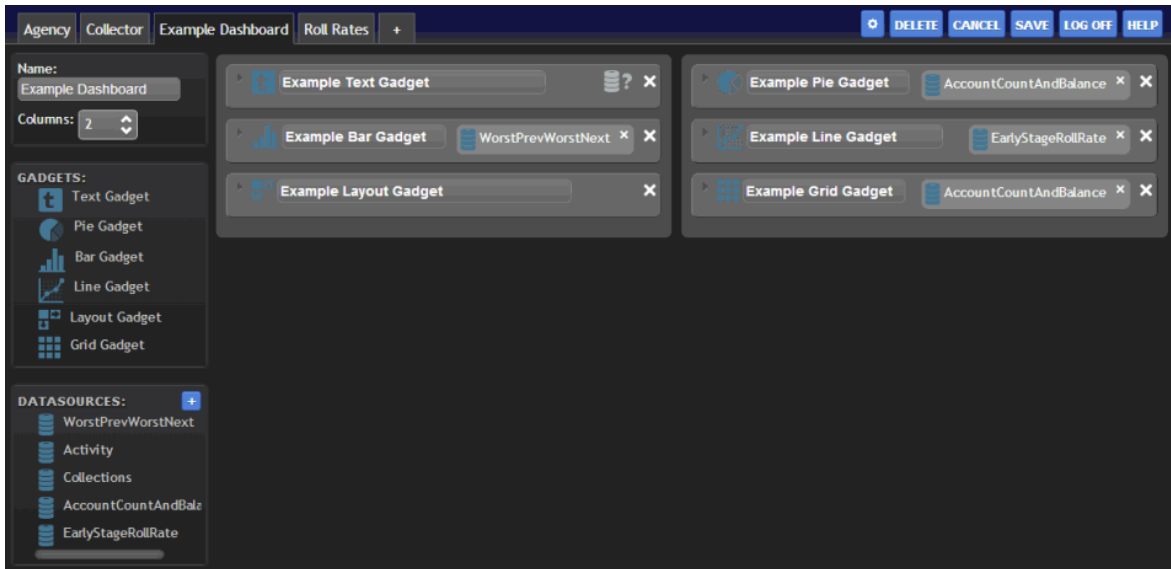 Agency Collector Example Dashboard Roll Rates +
DELETE CANCEL SAVE LOG OFF HELP
Name:
Example Dashboard
Columns: 2
GADGETS:
t Text Gadget
Pie Gadget
Bar Gadget
Line Gadget
Layout Gadget
Grid Gadget
DATASOURCES: +
WorstPrevWorstNext
Activity
Collections
AccountCountAndBala
EarlyStageRollRate
t Example Text Gadget ? ×
Example Bar Gadget WorstPrevWorstNext × ×
Example Layout Gadget ×
Example Pie Gadget AccountCountAndBalance × ×
Example Line Gadget EarlyStageRollRate × ×
Example Grid Gadget AccountCountAndBalance × ×